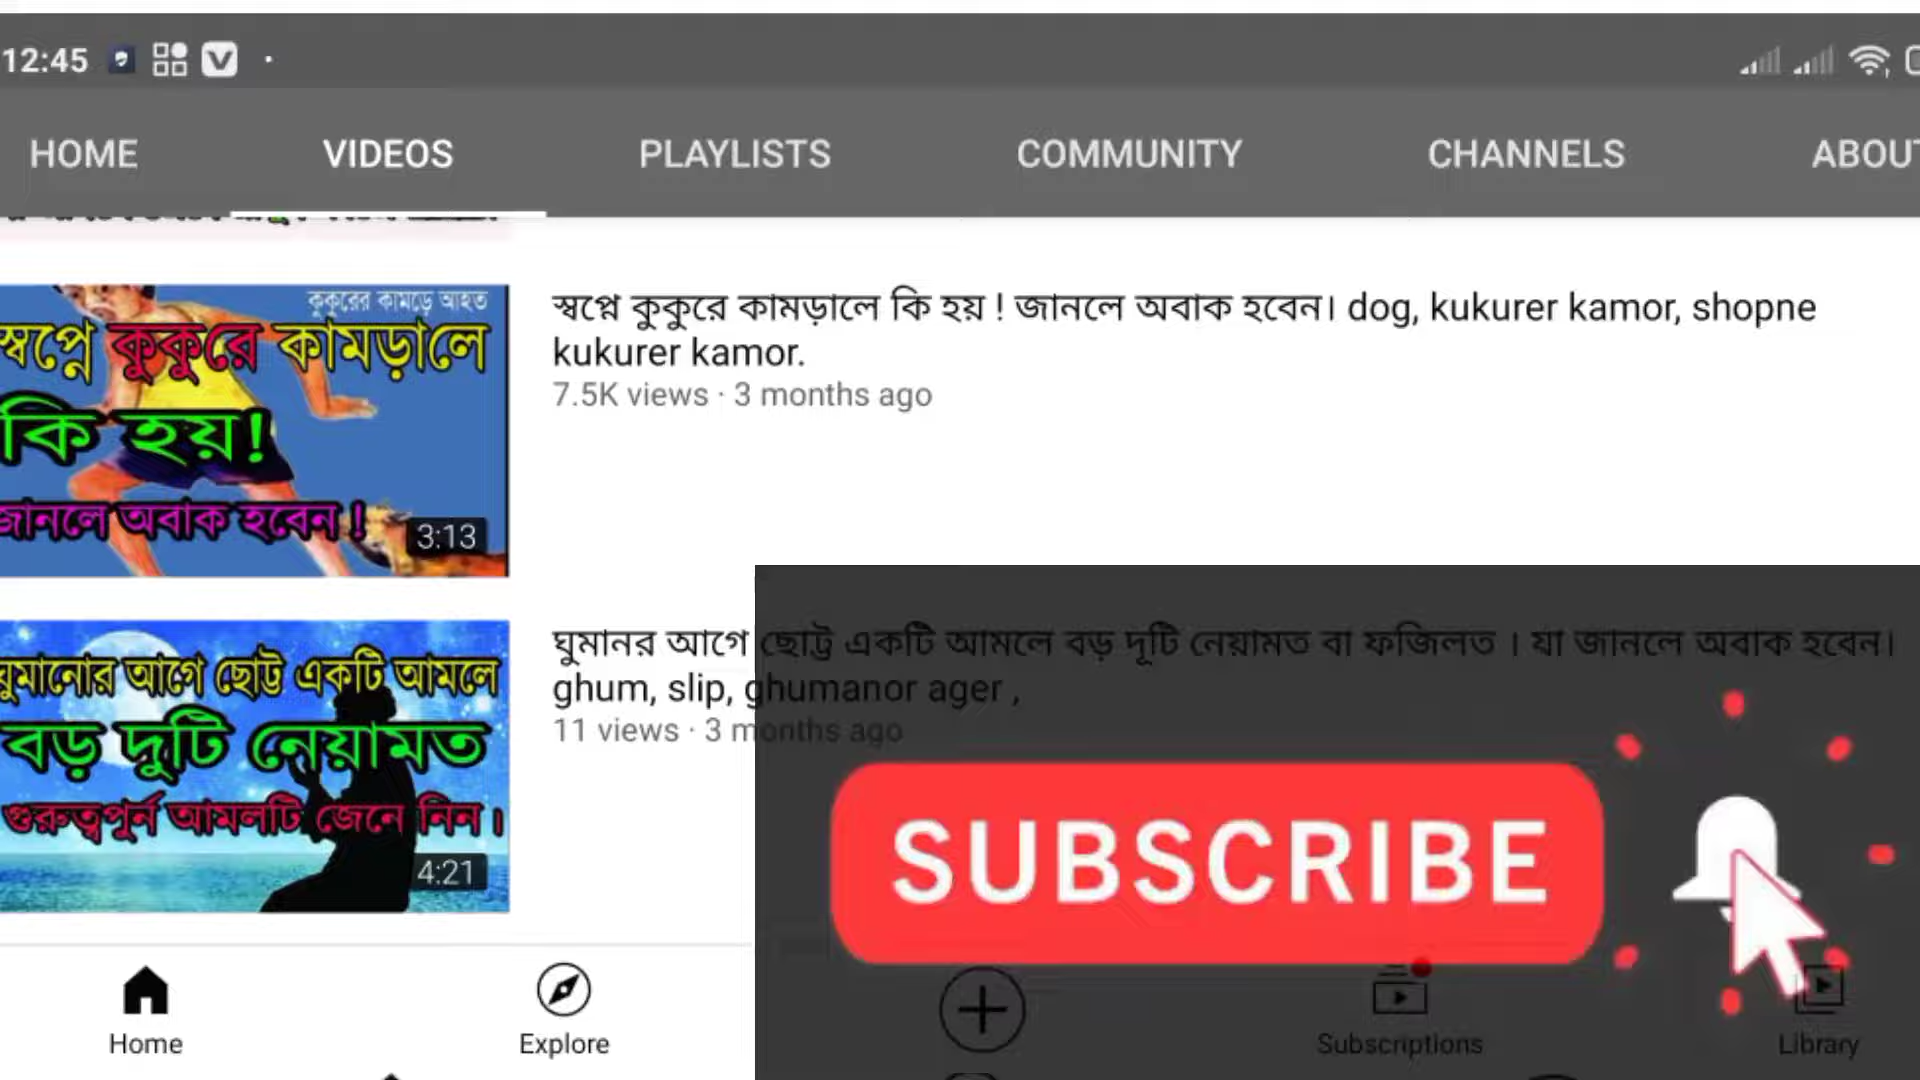 12:45
HOME VIDEOS PLAYLISTS COMMUNITY CHANNELS ABOUT
কুকুরের কামড়ে আহত
স্বপ্নে কুকুরে কামড়ালে
কি হয়!
জানলে অবাক হবেন !
3:13
স্বপ্নে কুকুরে কামড়ালে কি হয় ! জানলে অবাক হবেন। dog, kukurer kamor, shopne
kukurer kamor.
7.5K views · 3 months ago
ঘুমানোর আগে ছোট্ট একটি আমলে
বড় দুটি নেয়ামত
গুরুত্বপুর্ন আমলটি জেনে নিন।
4:21
ঘুমানর আগে ছোট্ট একটি আমলে বড় দূটি নেয়ামত বা ফজিলত । যা জানলে অবাক হবেন।
ghum, slip, ghumanor ager ,
11 views · 3 months ago
SUBSCRIBE
Home Explore Subscriptions Library